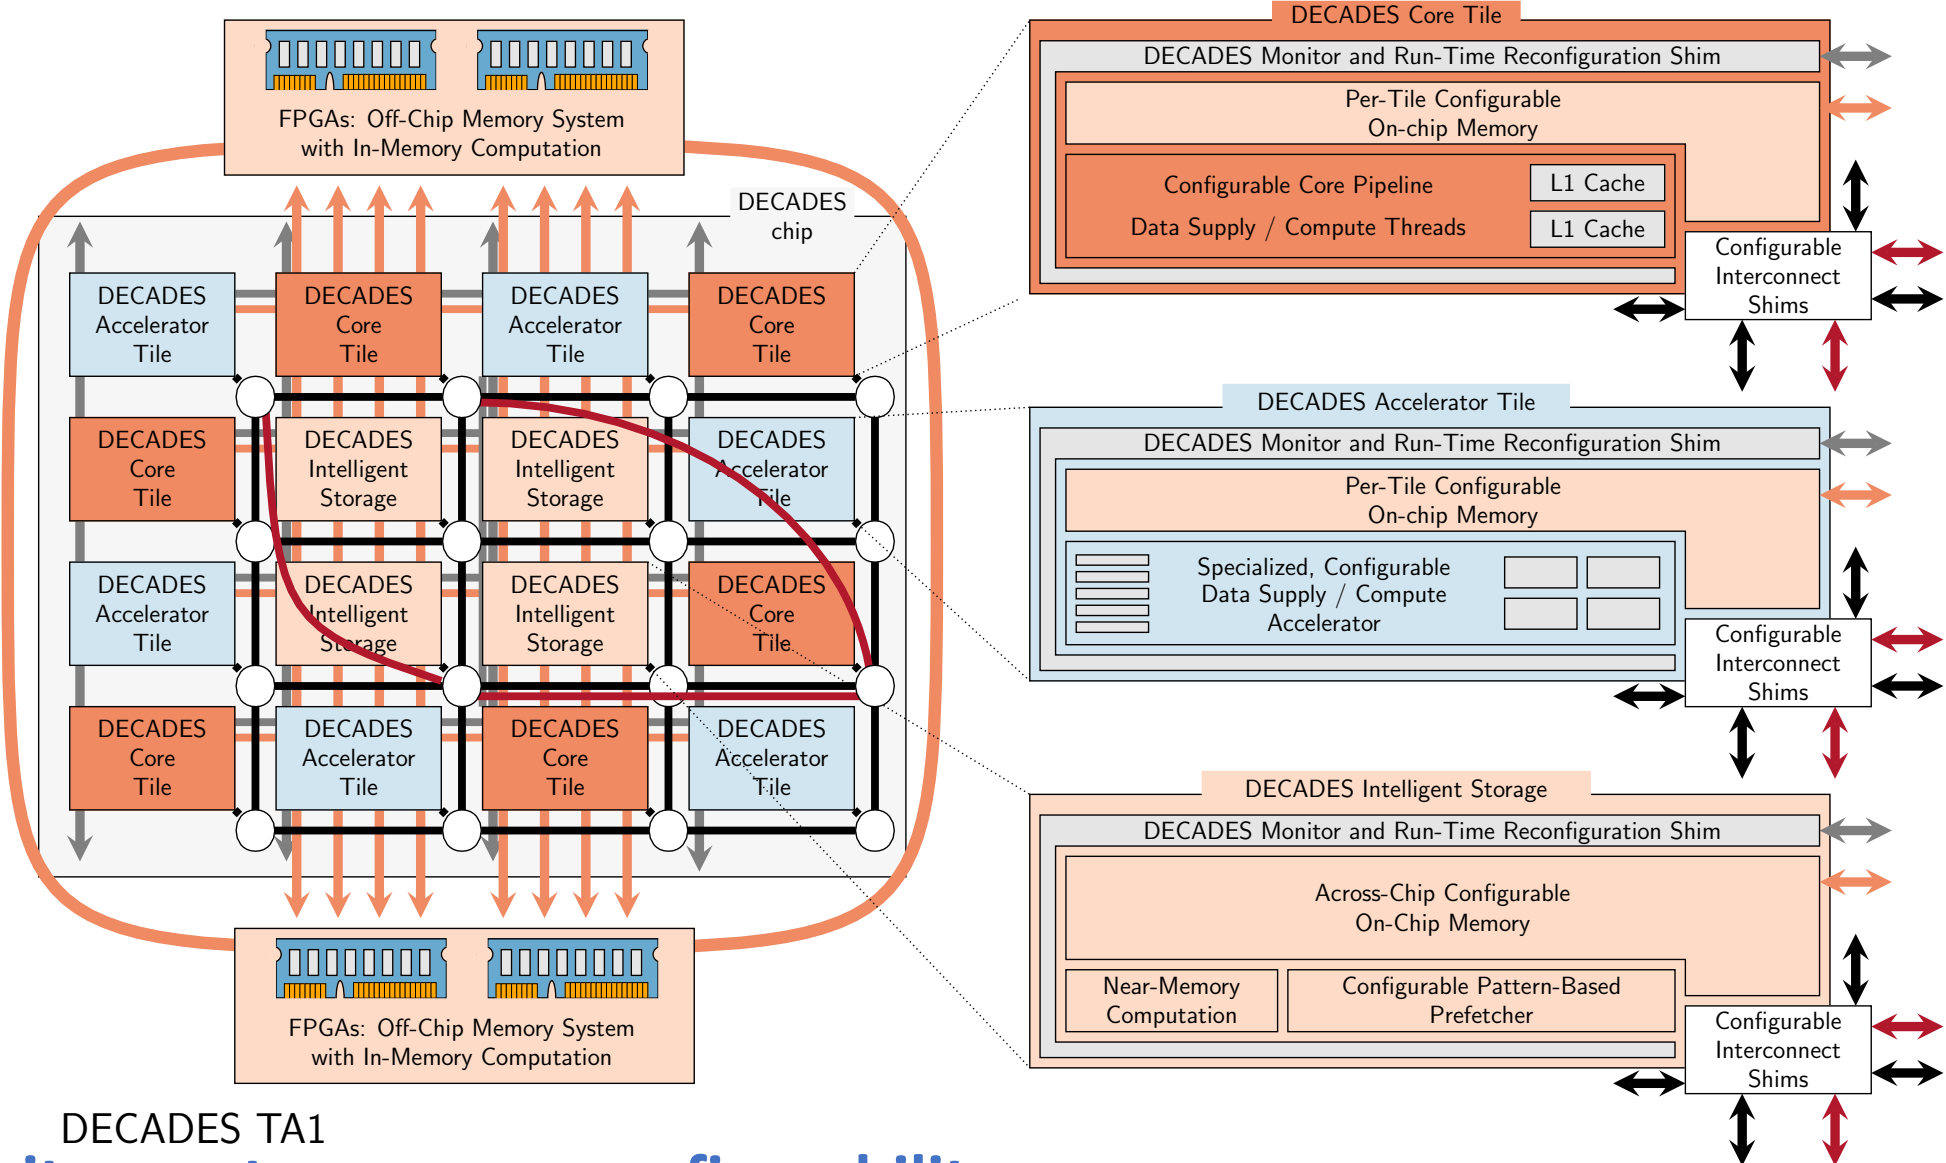 FPGAs: Off-Chip Memory System
with In-Memory Computation
DECADES
chip
DECADES
Accelerator
Tile
DECADES
Core
Tile
DECADES
Accelerator
Tile
DECADES
Core
Tile
DECADES
Core
Tile
DECADES
Intelligent
Storage
DECADES
Intelligent
Storage
DECADES
Accelerator
Tile
DECADES
Accelerator
Tile
DECADES
Intelligent
Storage
DECADES
Intelligent
Storage
DECADES
Core
Tile
DECADES
Core
Tile
DECADES
Accelerator
Tile
DECADES
Core
Tile
DECADES
Accelerator
Tile
FPGAs: Off-Chip Memory System
with In-Memory Computation
DECADES TA1
DECADES Core Tile
DECADES Monitor and Run-Time Reconfiguration Shim
Per-Tile Configurable
On-chip Memory
Configurable Core Pipeline
Data Supply / Compute Threads
L1 Cache
L1 Cache
Configurable
Interconnect
Shims
DECADES Accelerator Tile
DECADES Monitor and Run-Time Reconfiguration Shim
Per-Tile Configurable
On-chip Memory
Specialized, Configurable
Data Supply / Compute
Accelerator
Configurable
Interconnect
Shims
DECADES Intelligent Storage
DECADES Monitor and Run-Time Reconfiguration Shim
Across-Chip Configurable
On-Chip Memory
Near-Memory
Computation
Configurable Pattern-Based
Prefetcher
Configurable
Interconnect
Shims